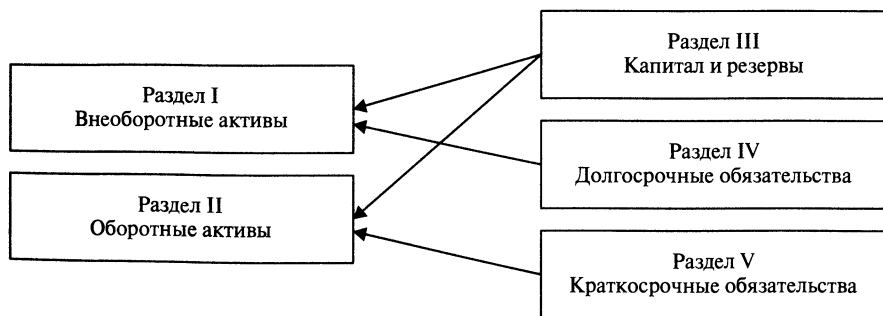 Раздел I
Внеоборотные активы
Раздел II
Оборотные активы
Раздел III
Капитал и резервы
Раздел IV
Долгосрочные обязательства
Раздел V
Краткосрочные обязательства